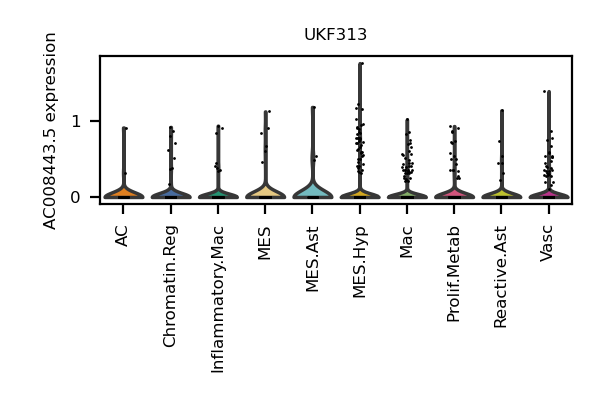 UKF313
AC008443.5 expression
1
0
AC
Chromatin.Reg
Inflammatory.Mac
MES
MES.Ast
MES.Hyp
Mac
Prolif.Metab
Reactive.Ast
Vasc